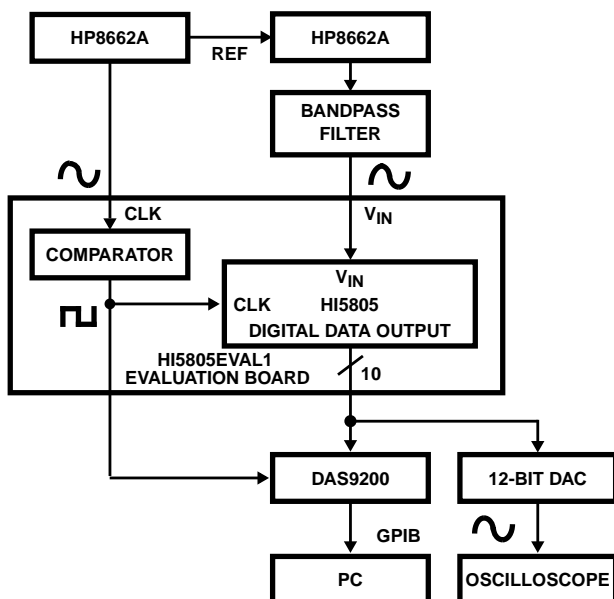 HP8662A
REF
HP8662A
BANDPASS
FILTER
CLK
VIN
COMPARATOR
VIN
CLK
HI5805
DIGITAL DATA OUTPUT
HI5805EVAL1
EVALUATION BOARD
10
DAS9200
12-BIT DAC
GPIB
PC
OSCILLOSCOPE